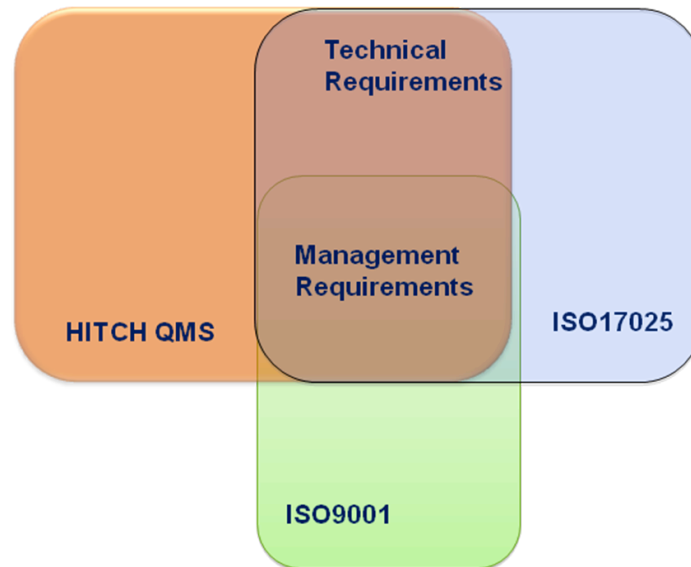 Technical
Requirements
Management
Requirements
HITCH QMS
ISO17025
ISO9001